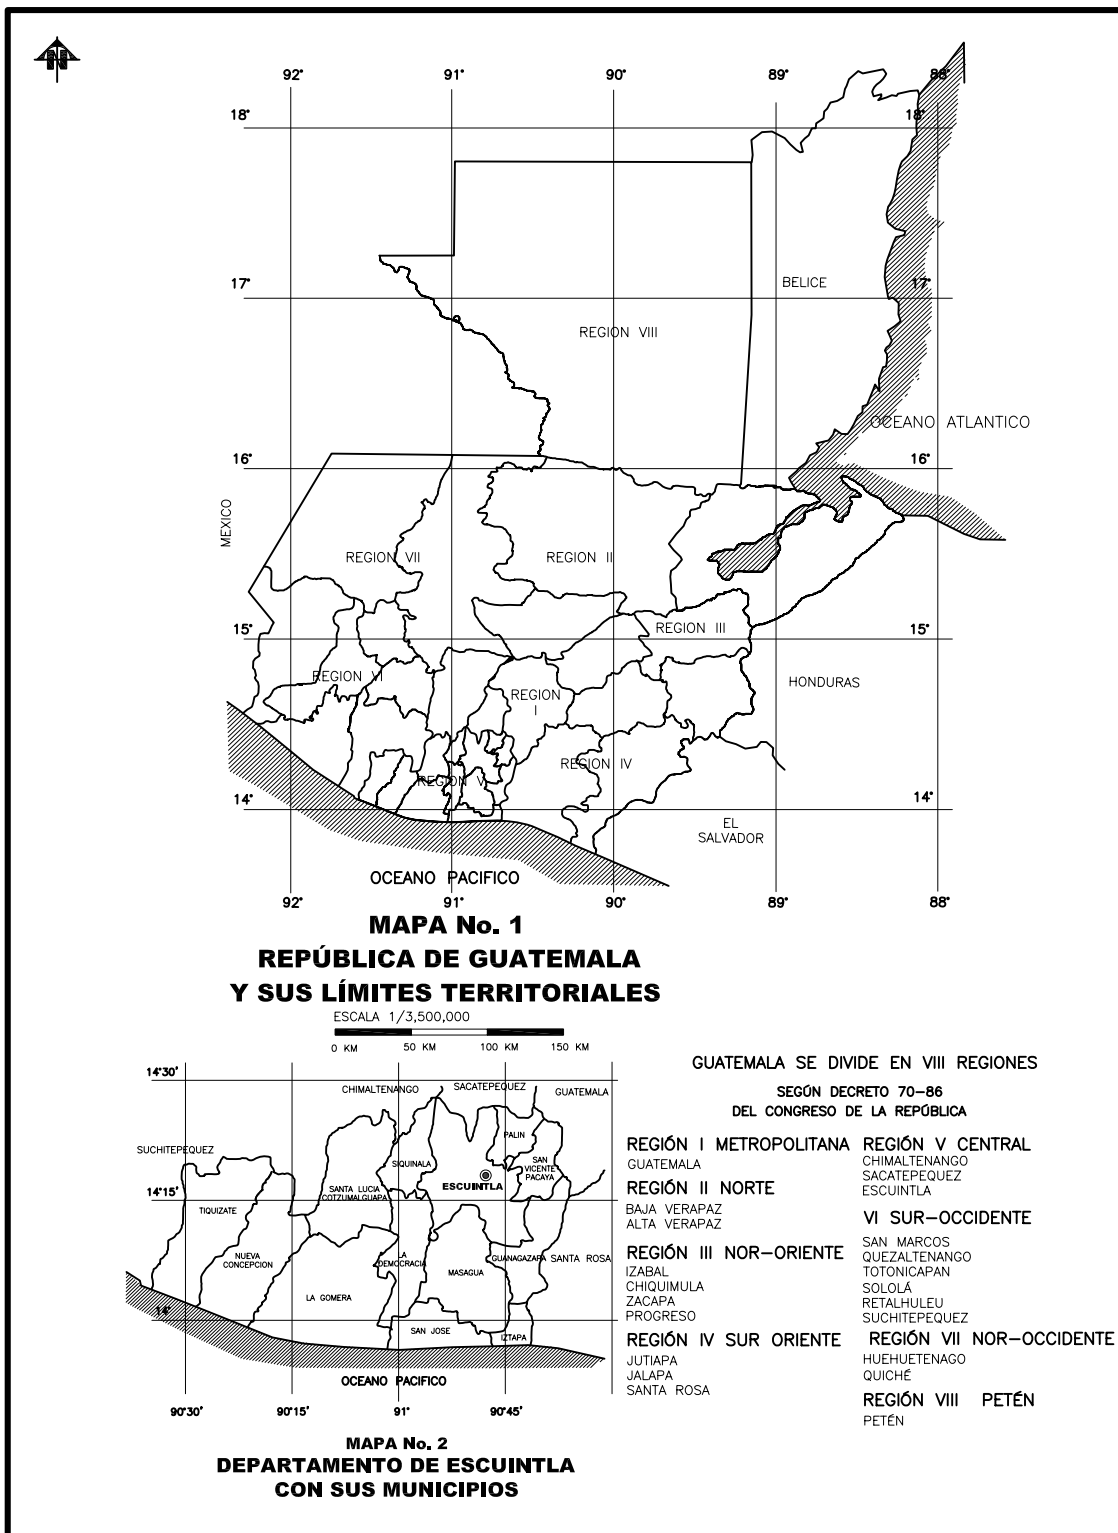 N
92° 91° 90° 89° 88°
18° 18°
17° 17°
BELICE
REGION VIII
OCEANO ATLANTICO
16° 16°
MEXICO
REGION VII
REGION II
15° 15°
REGION III
REGION VI
HONDURAS
REGION
I
REGION IV
REGION V
14° 14°
EL
SALVADOR
OCEANO PACIFICO
92° 91° 90° 89° 88°
MAPA No. 1
REPÚBLICA DE GUATEMALA
Y SUS LÍMITES TERRITORIALES
ESCALA 1/3,500,000
0 KM 50 KM 100 KM 150 KM
14°30'
CHIMALTENANGO
SACATEPEQUEZ
GUATEMALA
SUCHITEPEQUEZ
PALIN
SIQUINALA
SAN
VICENTE
PACAYA
ESCUINTLA
SANTA LUCIA
COTZUMALGUAPA
14°15'
TIQUIZATE
NUEVA
CONCEPCION
LA
DEMOCRACIA
GUANAGAZAPA
SANTA ROSA
MASAGUA
LA GOMERA
14°
SAN JOSE
IZTAPA
OCEANO PACIFICO
90°30' 90°15' 91° 90°45'
MAPA No. 2
DEPARTAMENTO DE ESCUINTLA
CON SUS MUNICIPIOS
GUATEMALA SE DIVIDE EN VIII REGIONES
SEGÚN DECRETO 70-86
DEL CONGRESO DE LA REPÚBLICA
REGIÓN I METROPOLITANA
GUATEMALA
REGIÓN II NORTE
BAJA VERAPAZ
ALTA VERAPAZ
REGIÓN III NOR-ORIENTE
IZABAL
CHIQUIMULA
ZACAPA
PROGRESO
REGIÓN IV SUR ORIENTE
JUTIAPA
JALAPA
SANTA ROSA
REGIÓN V CENTRAL
CHIMALTENANGO
SACATEPEQUEZ
ESCUINTLA
VI SUR-OCCIDENTE
SAN MARCOS
QUEZALTENANGO
TOTONICAPAN
SOLOLÁ
RETALHULEU
SUCHITEPEQUEZ
REGIÓN VII NOR-OCCIDENTE
HUEHUETENAGO
QUICHÉ
REGIÓN VIII PETÉN
PETÉN